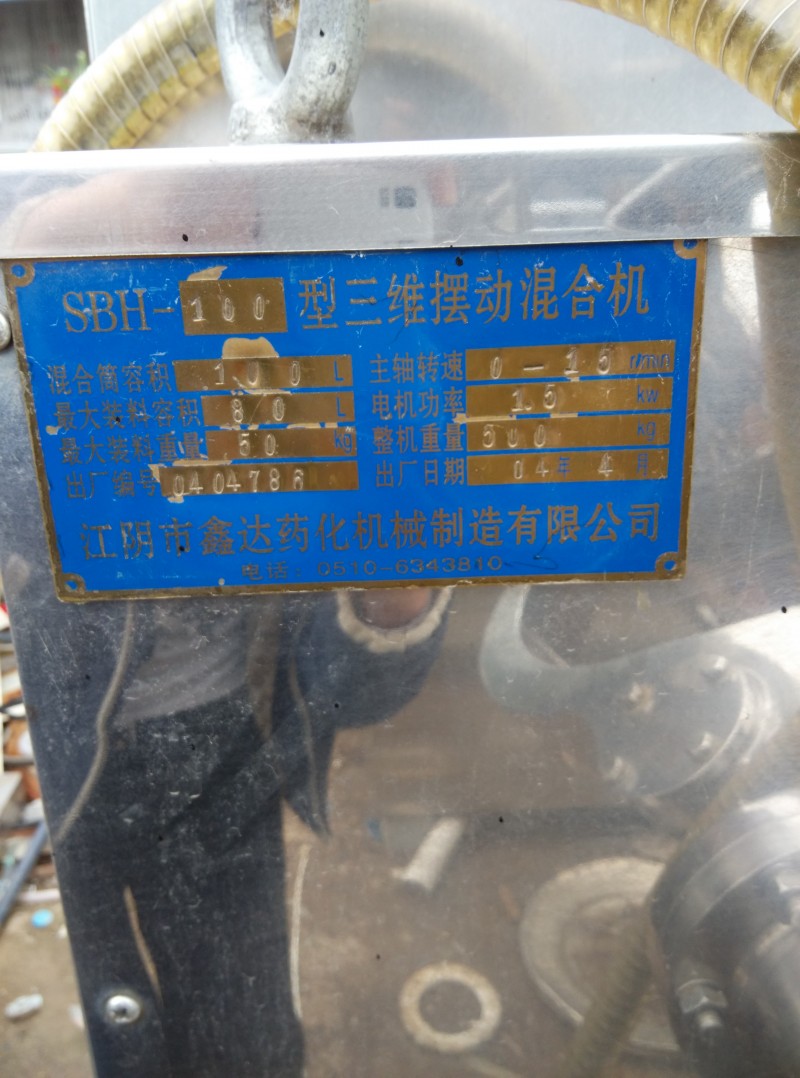 SBH-100型三维摆动混合机
混合筒容积 100 L 主轴转速 0-15 r/min
最大装料容积 80 L 电机功率 1.5 kw
最大装料重量 50 kg 整机重量 500 kg
出厂编号 0404786 出厂日期 04年4月
江阴市鑫达药化机械制造有限公司
电话：0510-6343810